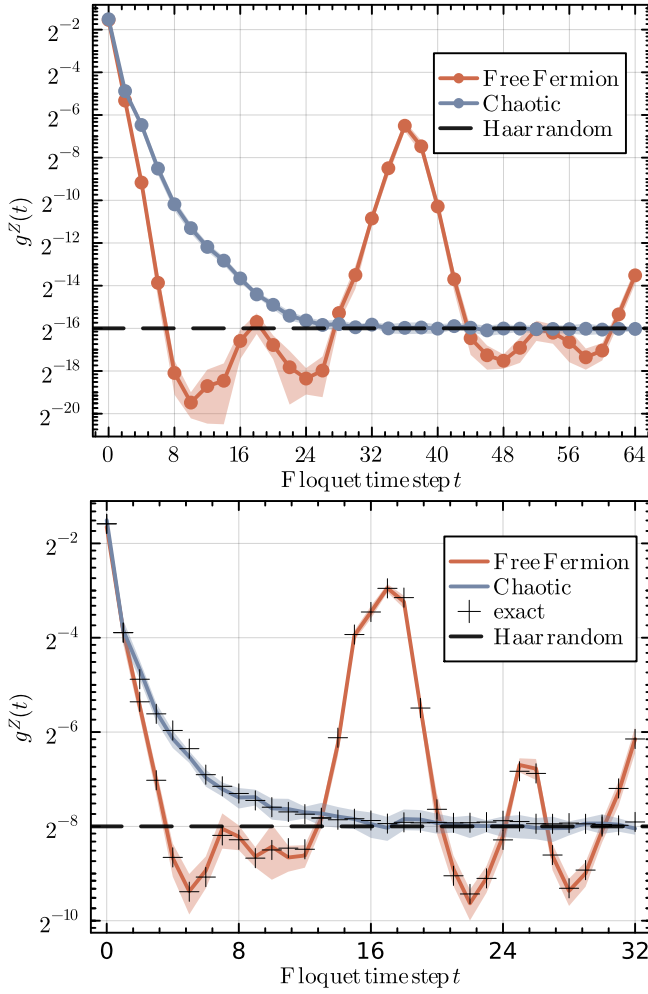 2⁻²
2⁻⁴
2⁻⁶
2⁻⁸
2⁻¹⁰
2⁻¹²
2⁻¹⁴
2⁻¹⁶
2⁻¹⁸
2⁻²⁰
gᶻ(t)
Free Fermion
Chaotic
Haar random
0 8 16 24 32 40 48 56 64
Floquet time step t
2⁻²
2⁻⁴
2⁻⁶
2⁻⁸
2⁻¹⁰
gᶻ(t)
Free Fermion
Chaotic
exact
Haar random
0 8 16 24 32
Floquet time step t